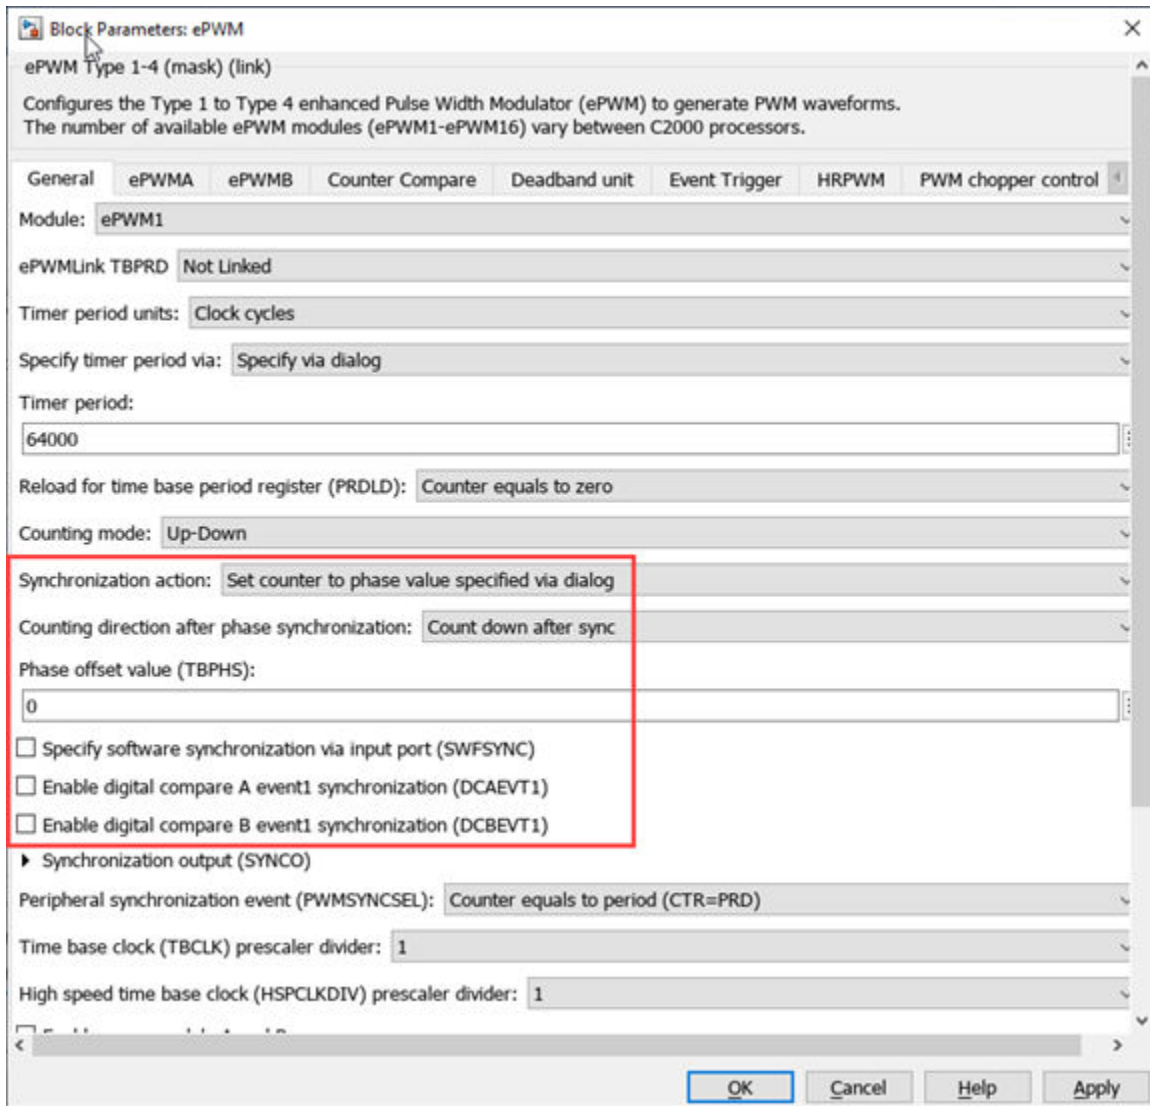 Block Parameters: ePWM
ePWM Type 1-4 (mask) (link)
Configures the Type 1 to Type 4 enhanced Pulse Width Modulator (ePWM) to generate PWM waveforms.
The number of available ePWM modules (ePWM1-ePWM16) vary between C2000 processors.
General ePWMA ePWMB Counter Compare Deadband unit Event Trigger HRPWM PWM chopper control
Module: ePWM1
ePWMLink TBPRD Not Linked
Timer period units: Clock cycles
Specify timer period via: Specify via dialog
Timer period:
64000
Reload for time base period register (PRDLD): Counter equals to zero
Counting mode: Up-Down
Synchronization action: Set counter to phase value specified via dialog
Counting direction after phase synchronization: Count down after sync
Phase offset value (TBPHS):
0
Specify software synchronization via input port (SWFSYNC)
Enable digital compare A event1 synchronization (DCAEVT1)
Enable digital compare B event1 synchronization (DCBEVT1)
Synchronization output (SYNCO)
Peripheral synchronization event (PWMSYNCSEL): Counter equals to period (CTR=PRD)
Time base clock (TBCLK) prescaler divider: 1
High speed time base clock (HSPCLKDIV) prescaler divider: 1
OK Cancel Help Apply